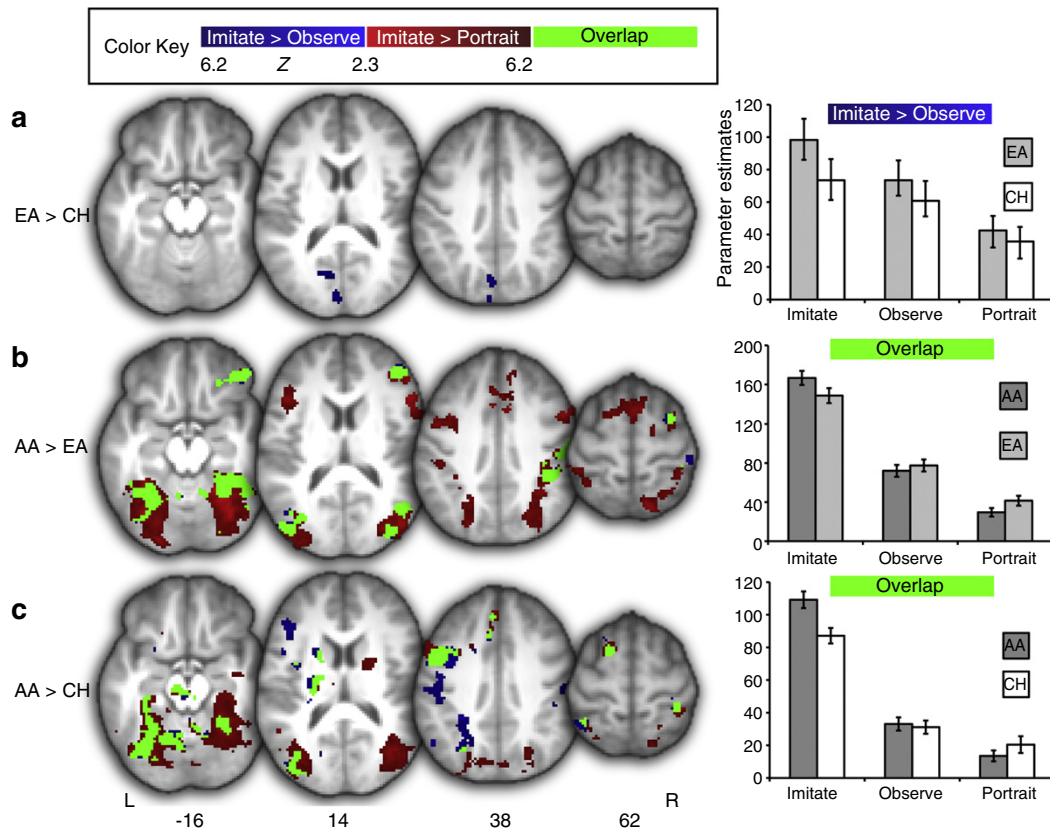 Color Key
Imitate > Observe Imitate > Portrait Overlap
6.2 Z 2.3 6.2
a
EA > CH
Parameter estimates
120
100
80
60
40
20
0
Imitate > Observe
EA
CH
Imitate Observe Portrait
b
AA > EA
200
160
120
80
40
0
Overlap
AA
EA
Imitate Observe Portrait
c
AA > CH
120
100
80
60
40
20
0
Overlap
AA
CH
Imitate Observe Portrait
L R
-16 14 38 62